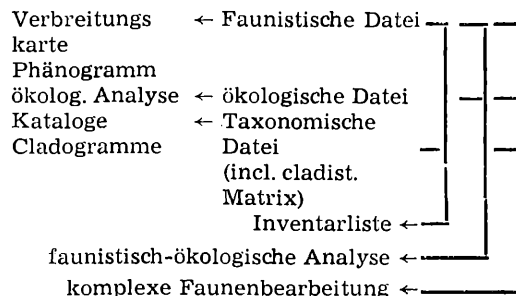 Verbreitungs ← Faunistische Datei
karte
Phänogramm
ökolog. Analyse ← ökologische Datei
Kataloge ← Taxonomische
Cladogramme Datei
(incl. cladist.
Matrix)
Inventarliste ←
faunistisch-ökologische Analyse ←
komplexe Faunenbearbeitung ←